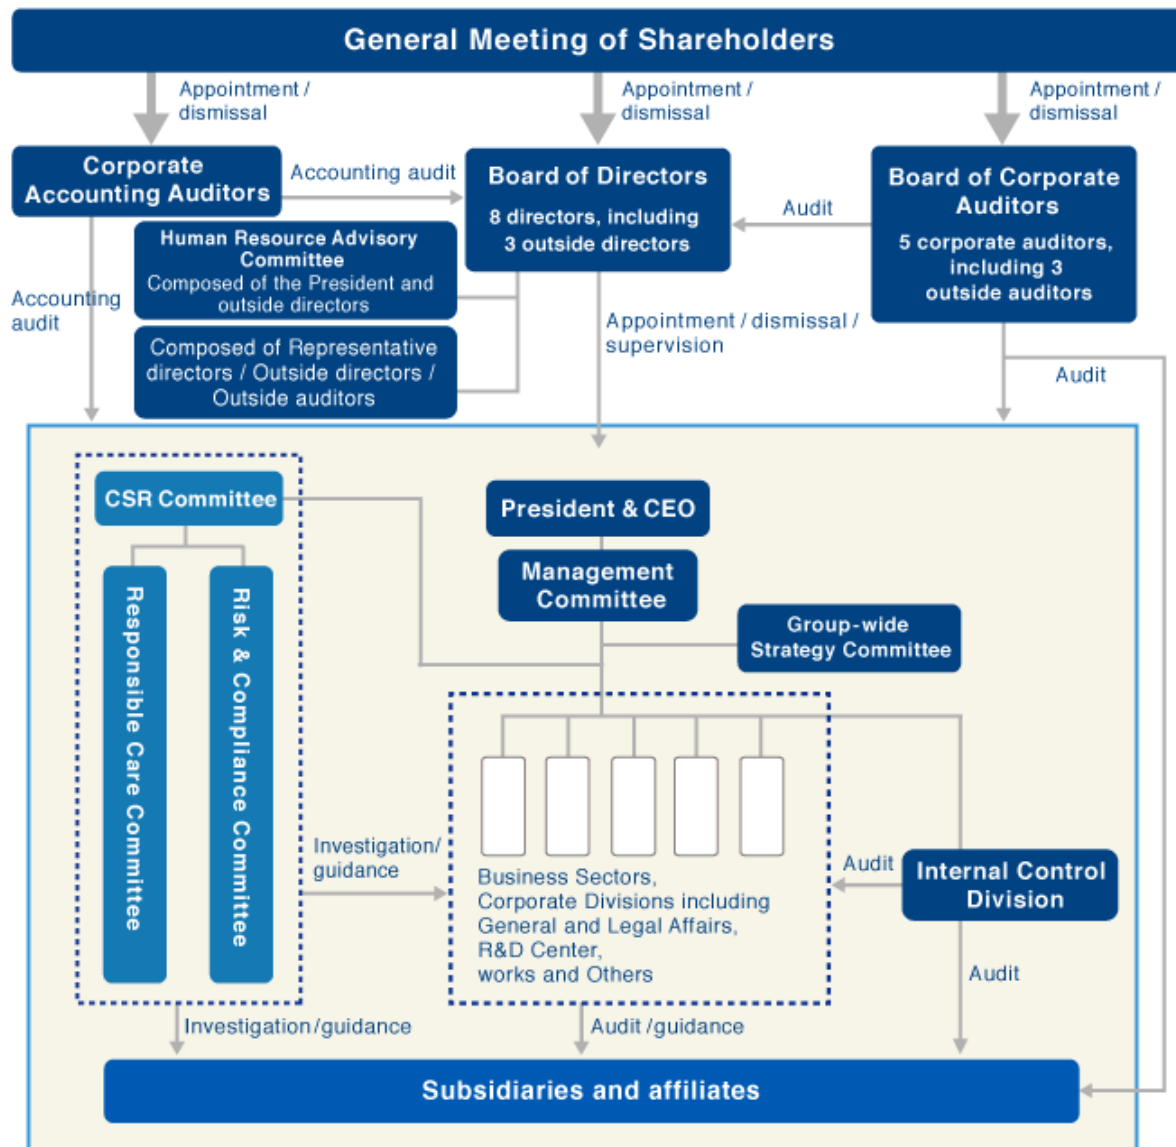 General Meeting of Shareholders
Appointment /
dismissal
Appointment /
dismissal
Appointment /
dismissal
Corporate
Accounting Auditors
Accounting audit
Board of Directors
8 directors, including
3 outside directors
Audit
Board of Corporate
Auditors
5 corporate auditors,
including 3
outside auditors
Human Resource Advisory
Committee
Composed of the President and
outside directors
Accounting
audit
Composed of Representative
directors / Outside directors /
Outside auditors
Appointment / dismissal /
supervision
Audit
CSR Committee
Responsible Care Committee
Risk & Compliance Committee
President & CEO
Management
Committee
Group-wide
Strategy Committee
Investigation/
guidance
Business Sectors,
Corporate Divisions including
General and Legal Affairs,
R&D Center,
works and Others
Audit
Internal Control
Division
Audit
Investigation/guidance
Audit/guidance
Subsidiaries and affiliates